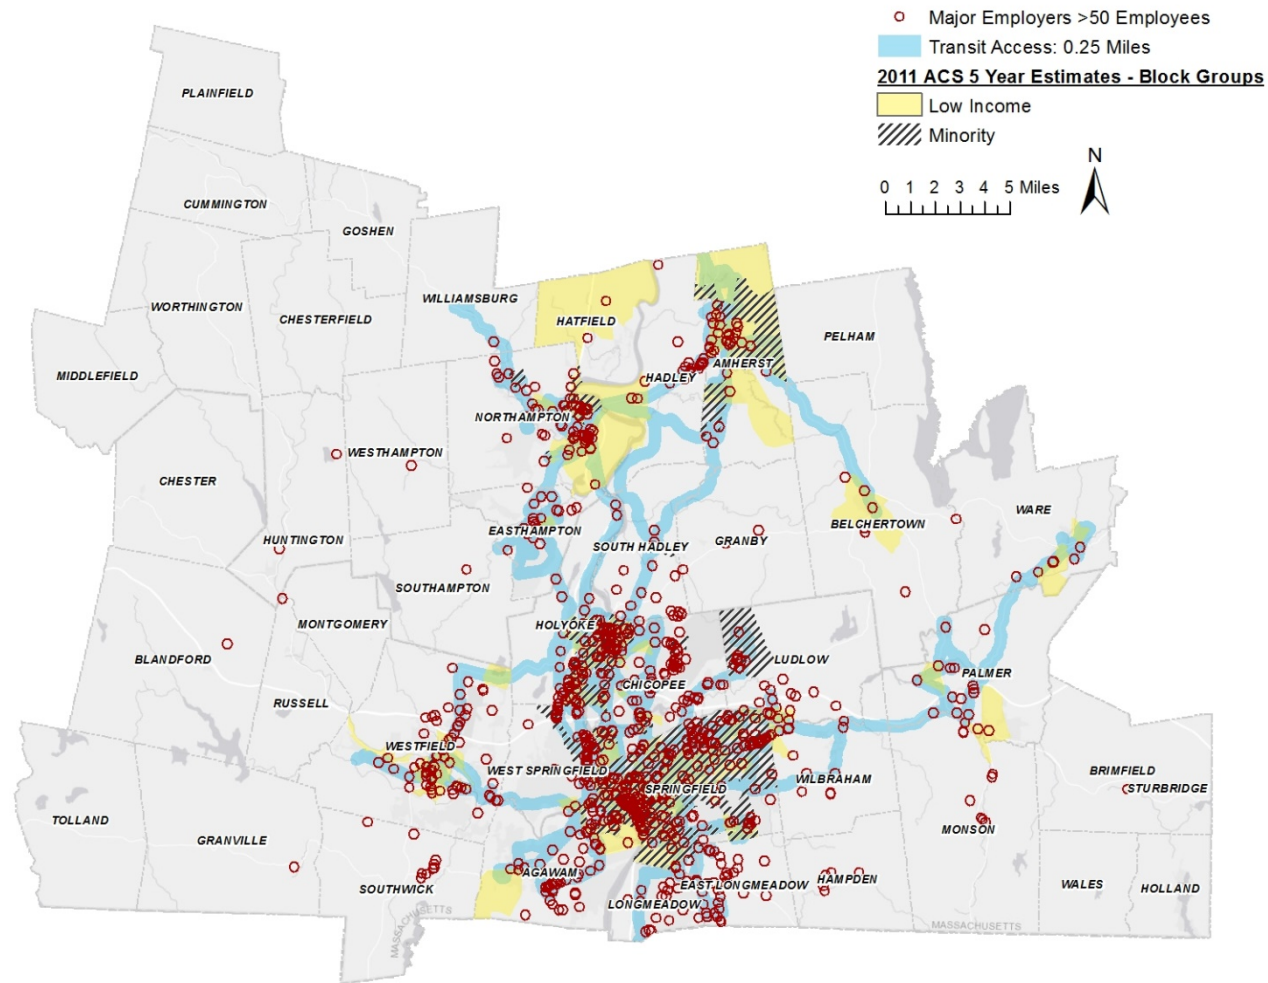 Major Employers >50 Employees
Transit Access: 0.25 Miles
2011 ACS 5 Year Estimates - Block Groups
Low Income
Minority
N
0 1 2 3 4 5 Miles
PLAINFIELD
CUMMINGTON
GOSHEN
WORTHINGTON
CHESTERFIELD
WILLIAMSBURG
HATFIELD
PELHAM
MIDDLEFIELD
HADLEY
AMHERST
NORTHAMPTON
WESTHAMPTON
CHESTER
BELCHERTOWN
WARE
HUNTINGTON
EASTHAMPTON
SOUTH HADLEY
GRANBY
SOUTHAMPTON
MONTGOMERY
HOLYOKE
BLANDFORD
LUDLOW
PALMER
CHICOPEE
RUSSELL
WESTFIELD
WEST SPRINGFIELD
SPRINGFIELD
WILBRAHAM
BRIMFIELD
STURBRIDGE
TOLLAND
GRANVILLE
MONSON
SOUTHWICK
AGAWAM
EAST LONGMEADOW
HAMPDEN
WALES
HOLLAND
LONGMEADOW
MASSACHUSETTS
MASSACHUSETTS